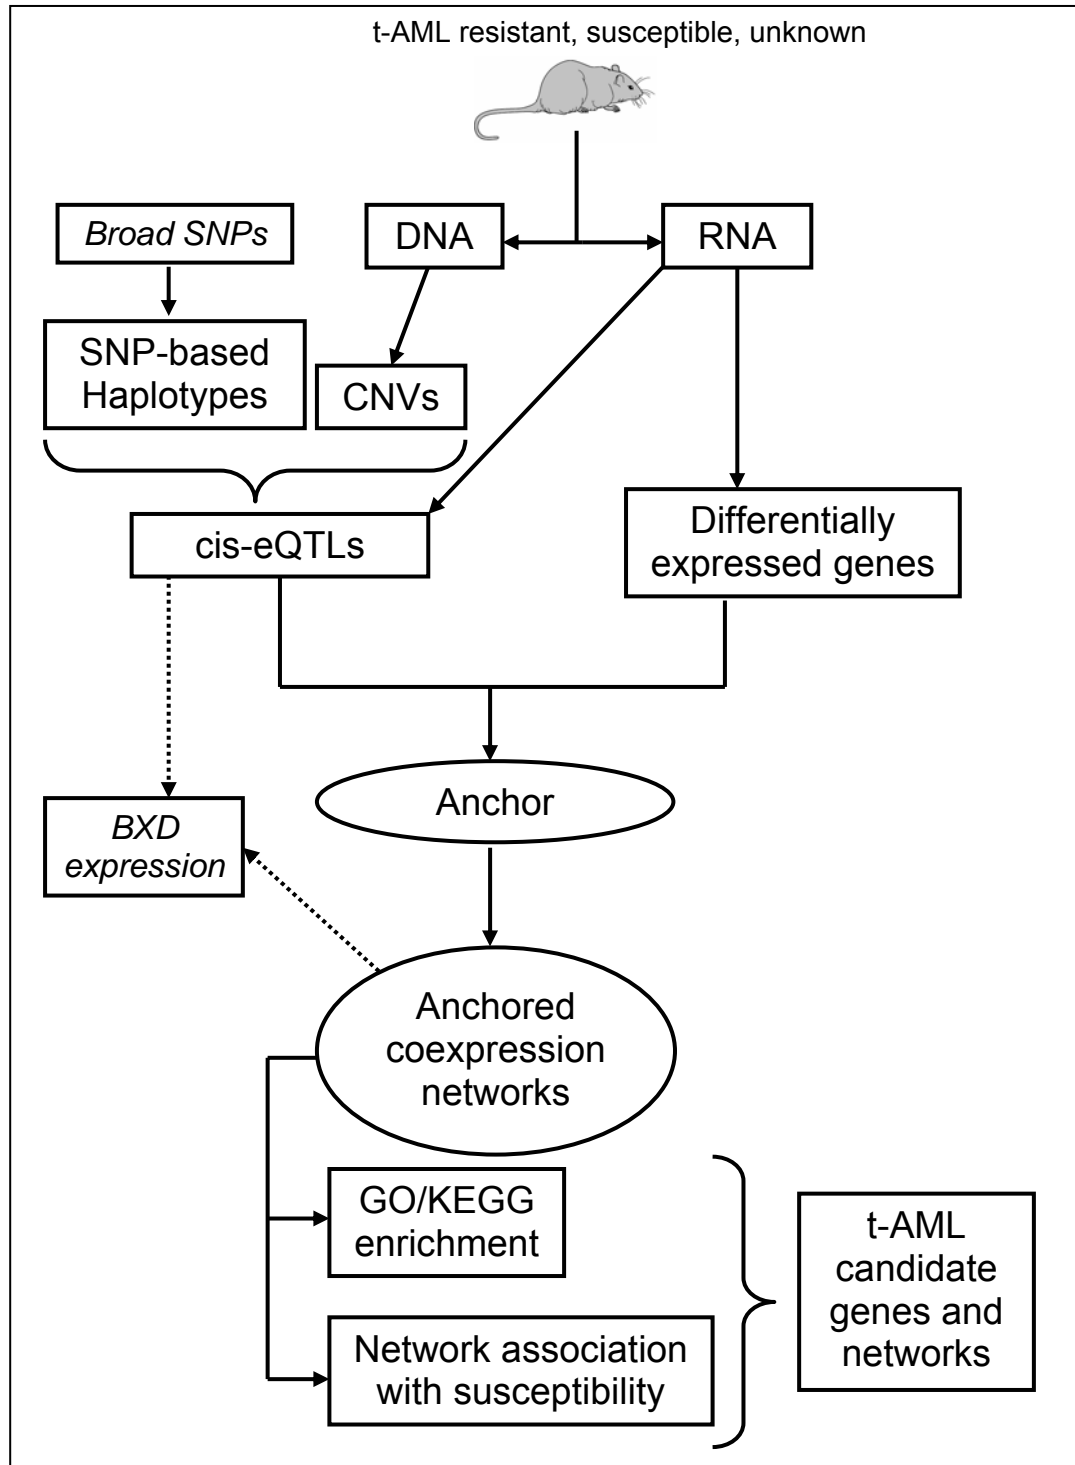 t-AML resistant, susceptible, unknown
Broad SNPs
DNA
RNA
SNP-based
Haplotypes
CNVs
cis-eQTLs
Differentially
expressed genes
Anchor
BXD
expression
Anchored
coexpression
networks
GO/KEGG
enrichment
Network association
with susceptibility
t-AML
candidate
genes and
networks